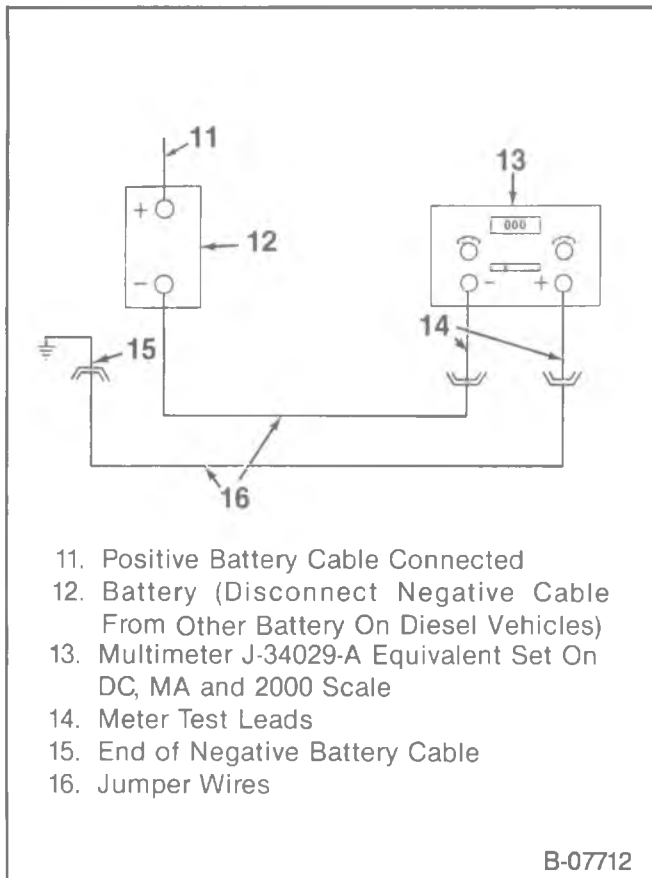 11
13
+
12
000
-
- +
14
15
16
11. Positive Battery Cable Connected
12. Battery (Disconnect Negative Cable
From Other Battery On Diesel Vehicles)
13. Multimeter J-34029-A Equivalent Set On
DC, MA and 2000 Scale
14. Meter Test Leads
15. End of Negative Battery Cable
16. Jumper Wires
B-07712